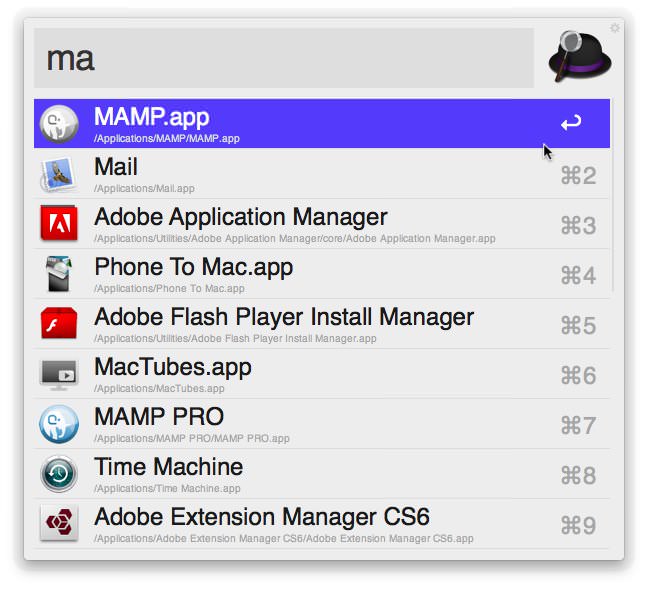 ma
MAMP.app
/Applications/MAMP/MAMP.app
Mail
/Applications/Mail.app
⌘2
Adobe Application Manager
/Applications/Utilities/Adobe Application Manager/core/Adobe Application Manager.app
⌘3
Phone To Mac.app
/Applications/Phone To Mac.app
⌘4
Adobe Flash Player Install Manager
/Applications/Utilities/Adobe Flash Player Install Manager.app
⌘5
MacTubes.app
/Applications/MacTubes.app
⌘6
MAMP PRO
/Applications/MAMP PRO/MAMP PRO.app
⌘7
Time Machine
/Applications/Time Machine.app
⌘8
Adobe Extension Manager CS6
/Applications/Adobe Extension Manager CS6/Adobe Extension Manager CS6.app
⌘9